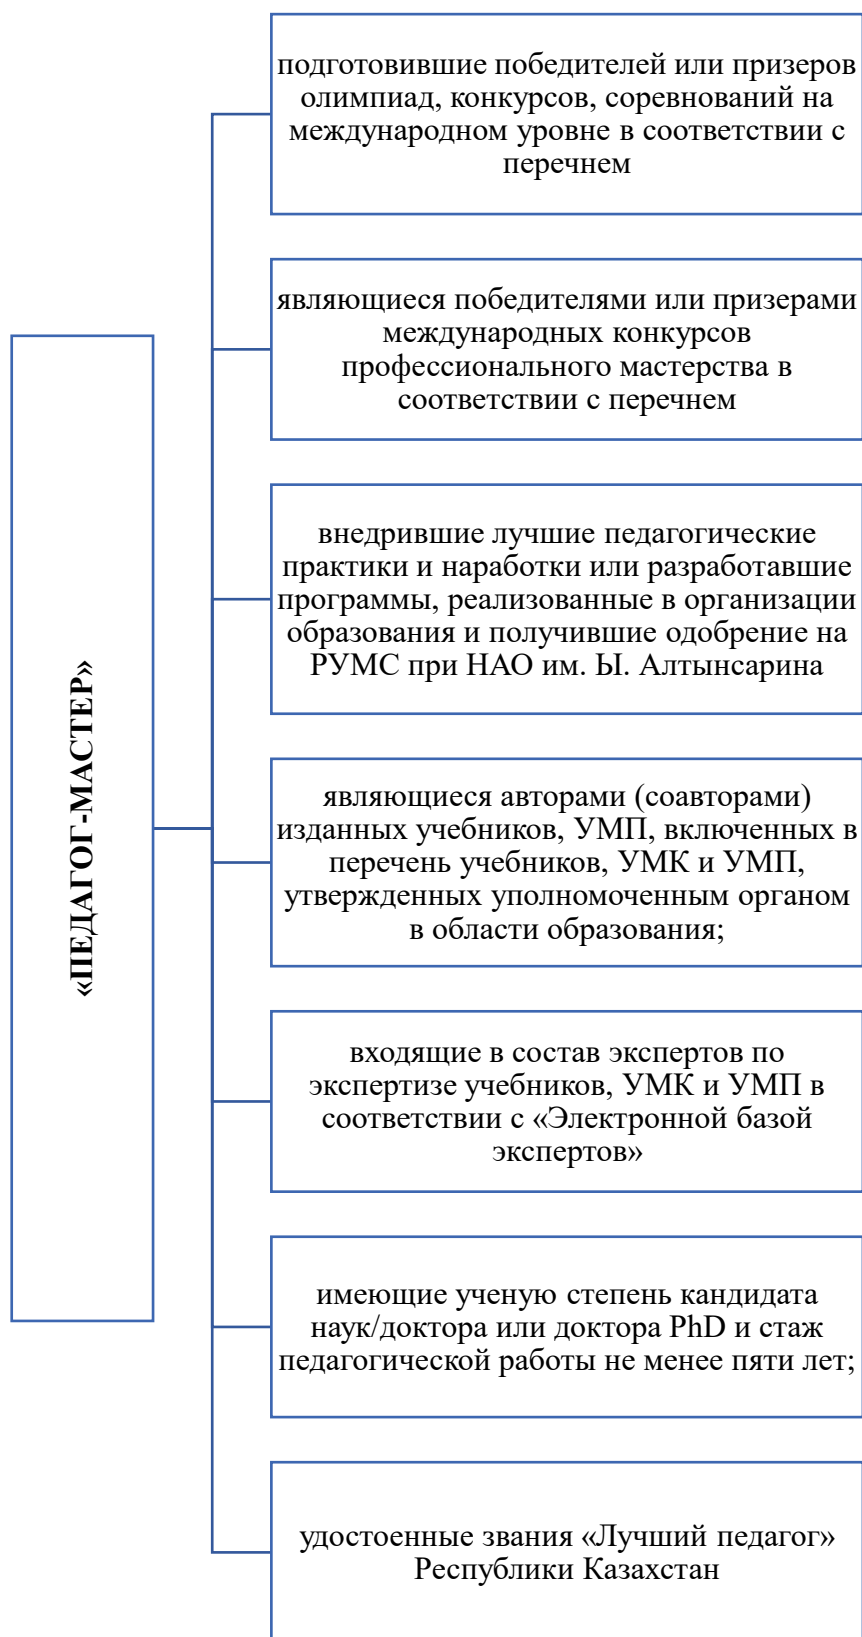 «ПЕДАГОГ-МАСТЕР»
подготовившие победителей или призеров
олимпиад, конкурсов, соревнований на
международном уровне в соответствии с
перечнем
являющиеся победителями или призерами
международных конкурсов
профессионального мастерства в
соответствии с перечнем
внедрившие лучшие педагогические
практики и наработки или разработавшие
программы, реализованные в организации
образования и получившие одобрение на
РУМС при НАО им. Ы. Алтынсарина
являющиеся авторами (соавторами)
изданных учебников, УМП, включенных в
перечень учебников, УМК и УМП,
утвержденных уполномоченным органом
в области образования;
входящие в состав экспертов по
экспертизе учебников, УМК и УМП в
соответствии с «Электронной базой
экспертов»
имеющие ученую степень кандидата
наук/доктора или доктора PhD и стаж
педагогической работы не менее пяти лет;
удостоенные звания «Лучший педагог»
Республики Казахстан